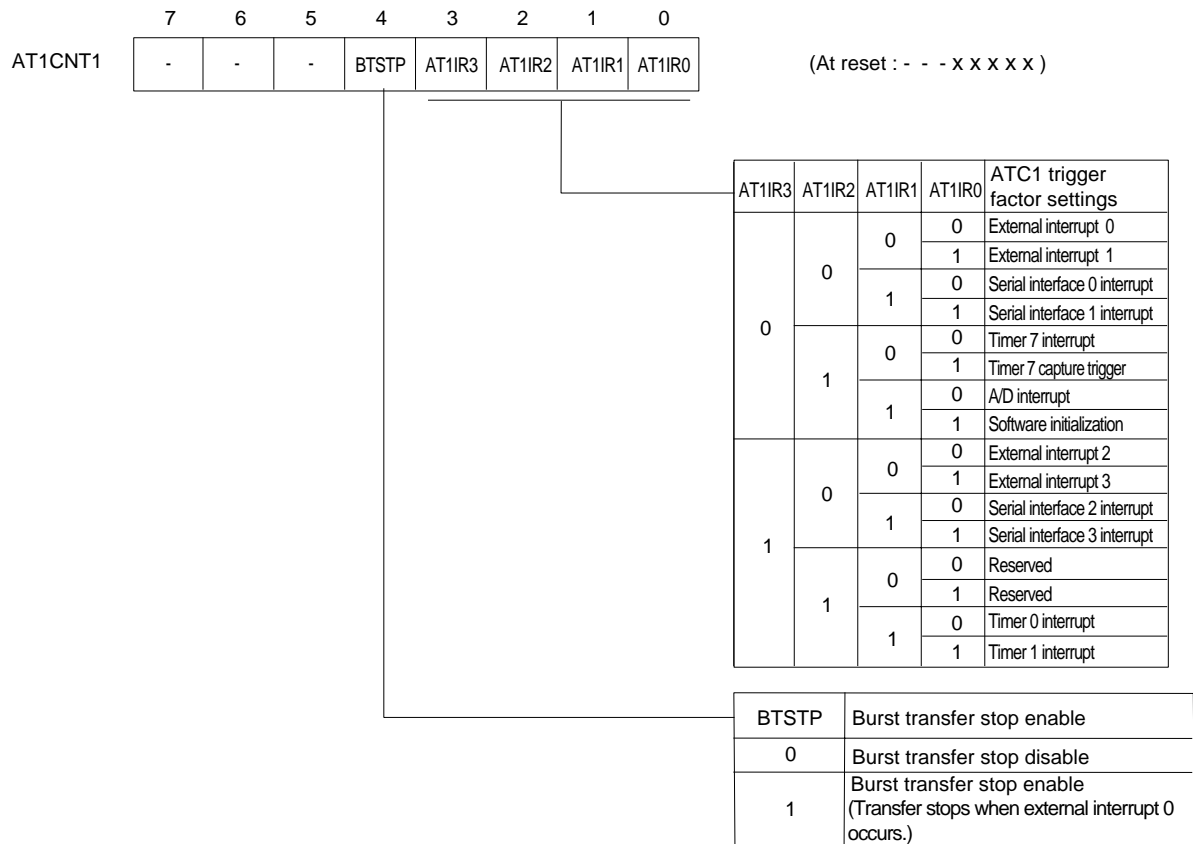 7 6 5 4 3 2 1 0
AT1CNT1 - - - BTSTP AT1IR3 AT1IR2 AT1IR1 AT1IR0 (At reset : - - - x x x x x )
AT1IR3 AT1IR2 AT1IR1 AT1IR0 ATC1 trigger
factor settings
0 0 0 0 External interrupt 0
1 External interrupt 1
1 0 Serial interface 0 interrupt
1 Serial interface 1 interrupt
1 0 0 Timer 7 interrupt
1 Timer 7 capture trigger
1 0 A/D interrupt
1 Software initialization
1 0 0 0 External interrupt 2
1 External interrupt 3
1 0 Serial interface 2 interrupt
1 Serial interface 3 interrupt
1 0 0 Reserved
1 Reserved
1 0 Timer 0 interrupt
1 Timer 1 interrupt
BTSTP Burst transfer stop enable
0 Burst transfer stop disable
1 Burst transfer stop enable
(Transfer stops when external interrupt 0
occurs.)